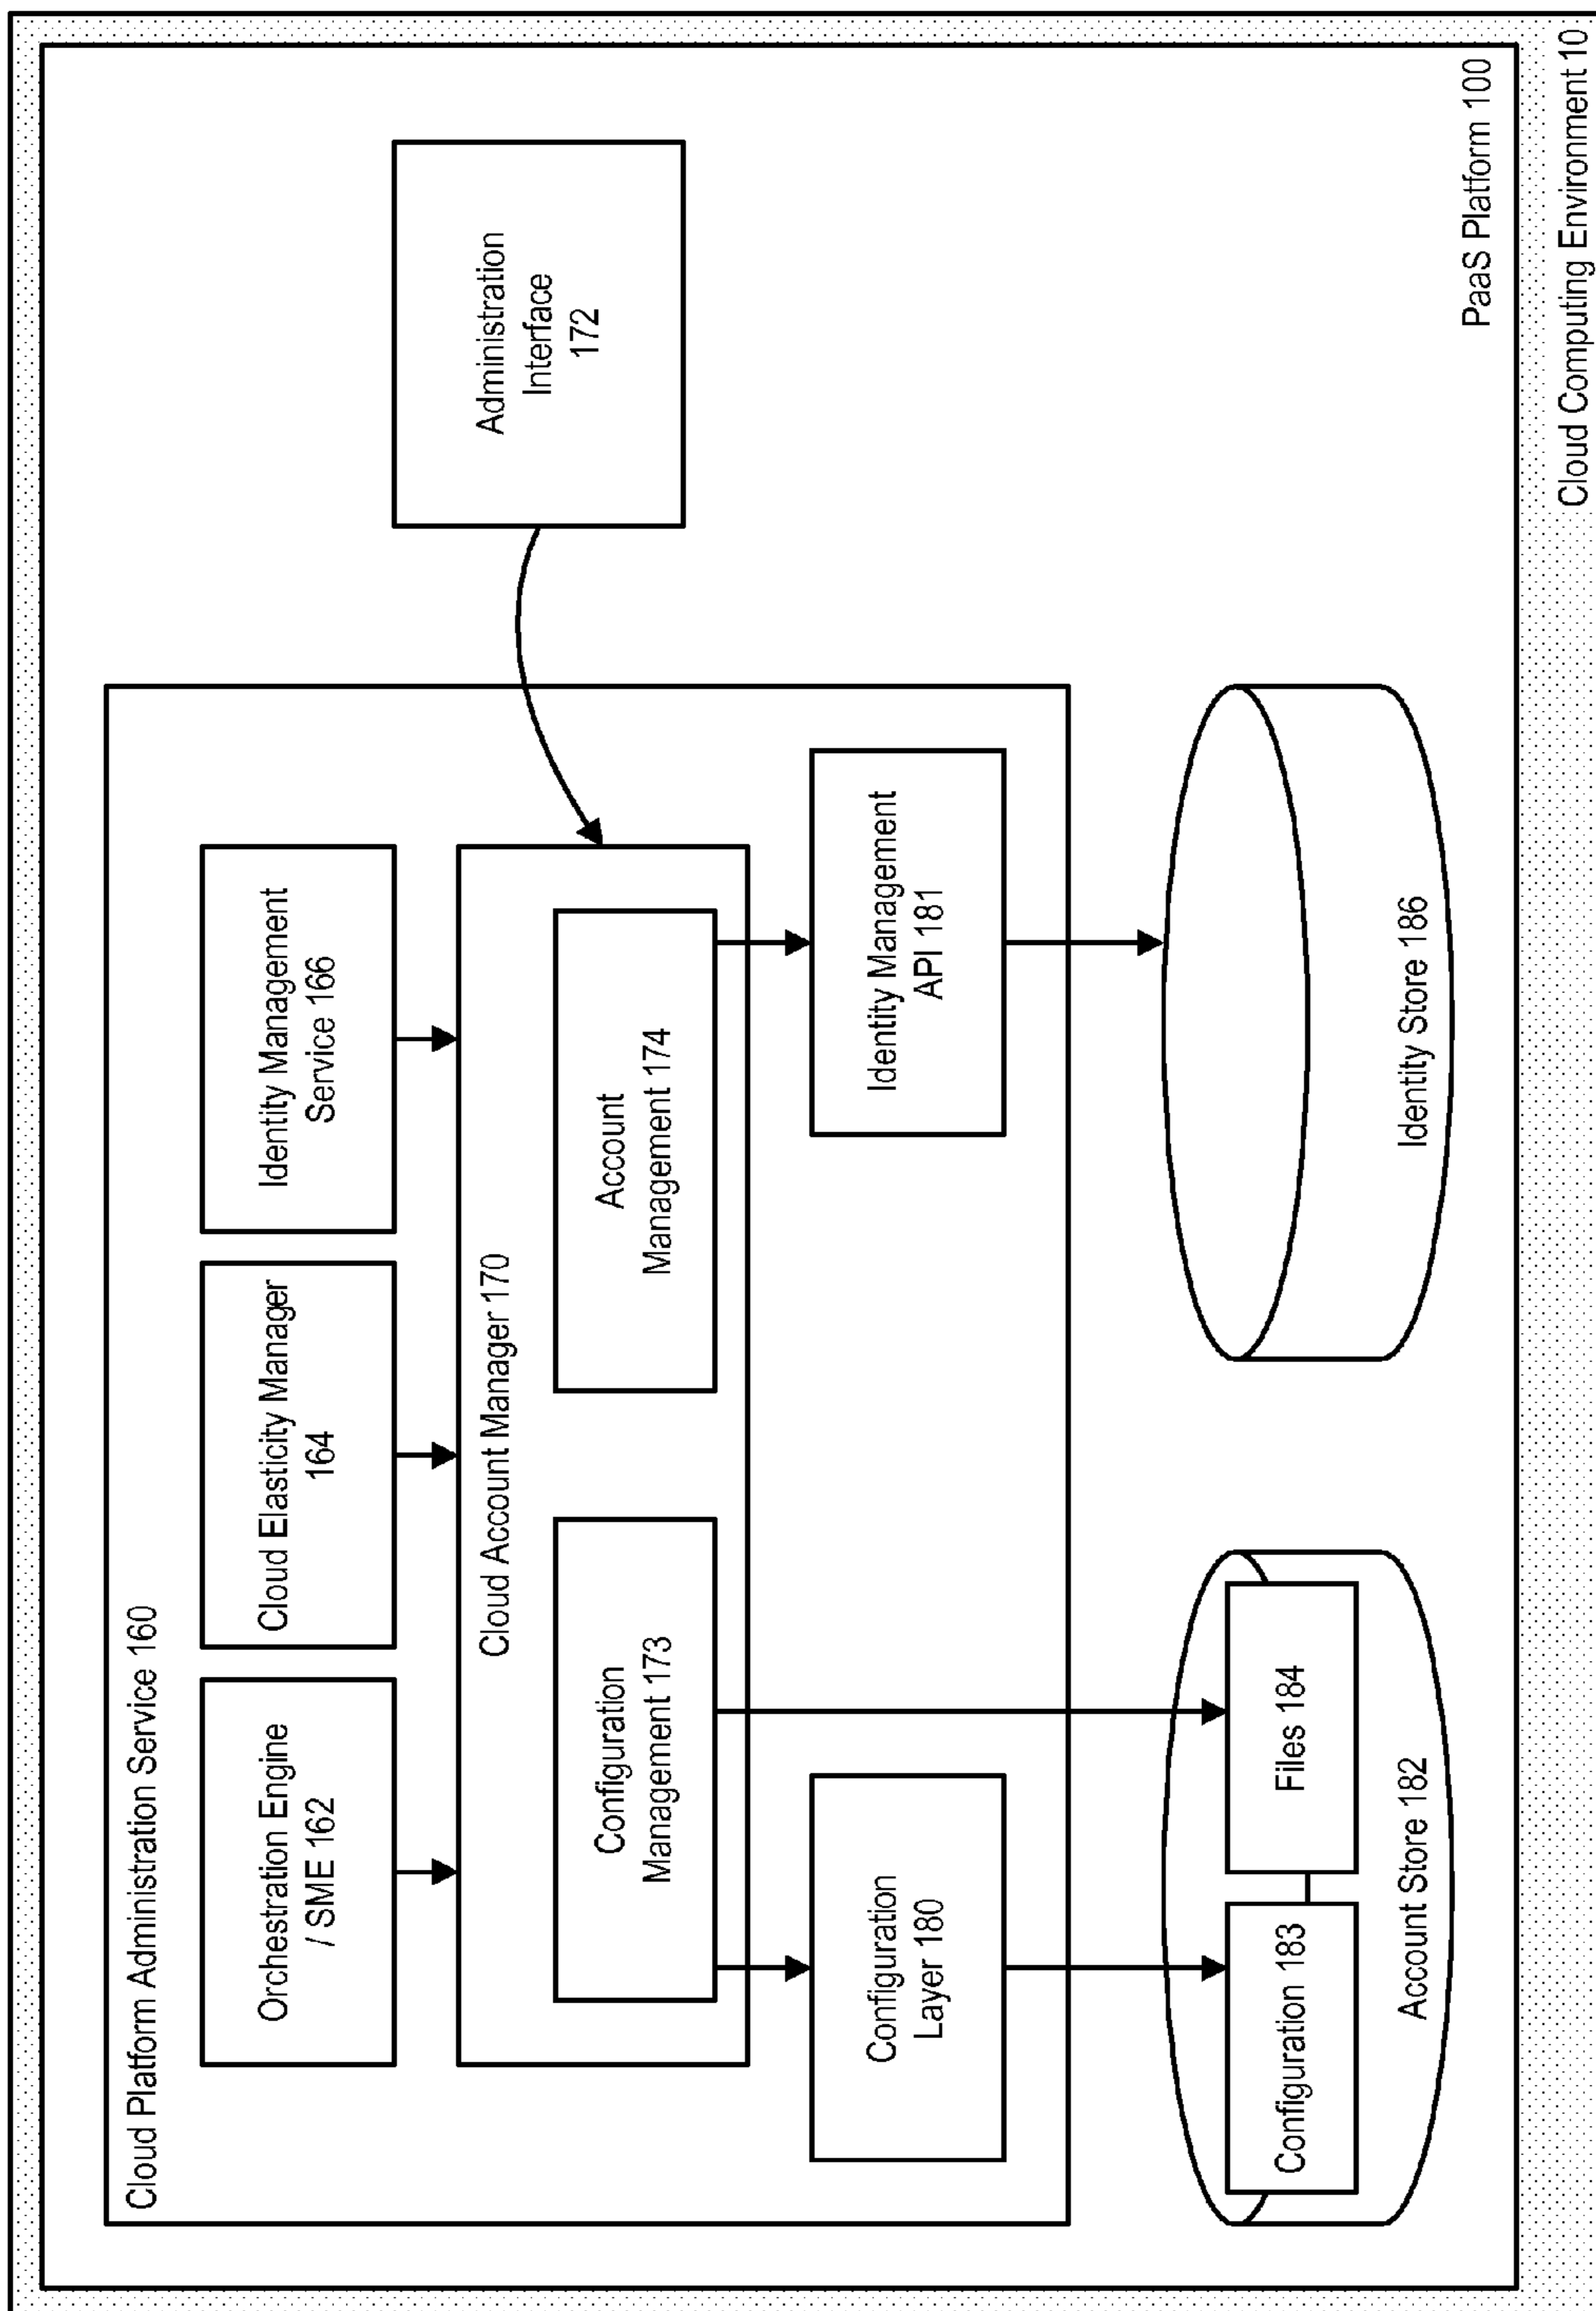 Cloud Platform Administration Service 160
Orchestration Engine
/ SME 162
Cloud Elasticity Manager
164
Identity Management
Service 166
Cloud Account Manager 170
Configuration
Management 173
Account
Management 174
Administration
Interface
172
Configuration
Layer 180
Identity Management
API 181
Configuration 183
Files 184
Account Store 182
Identity Store 186
PaaS Platform 100
Cloud Computing Environment 10